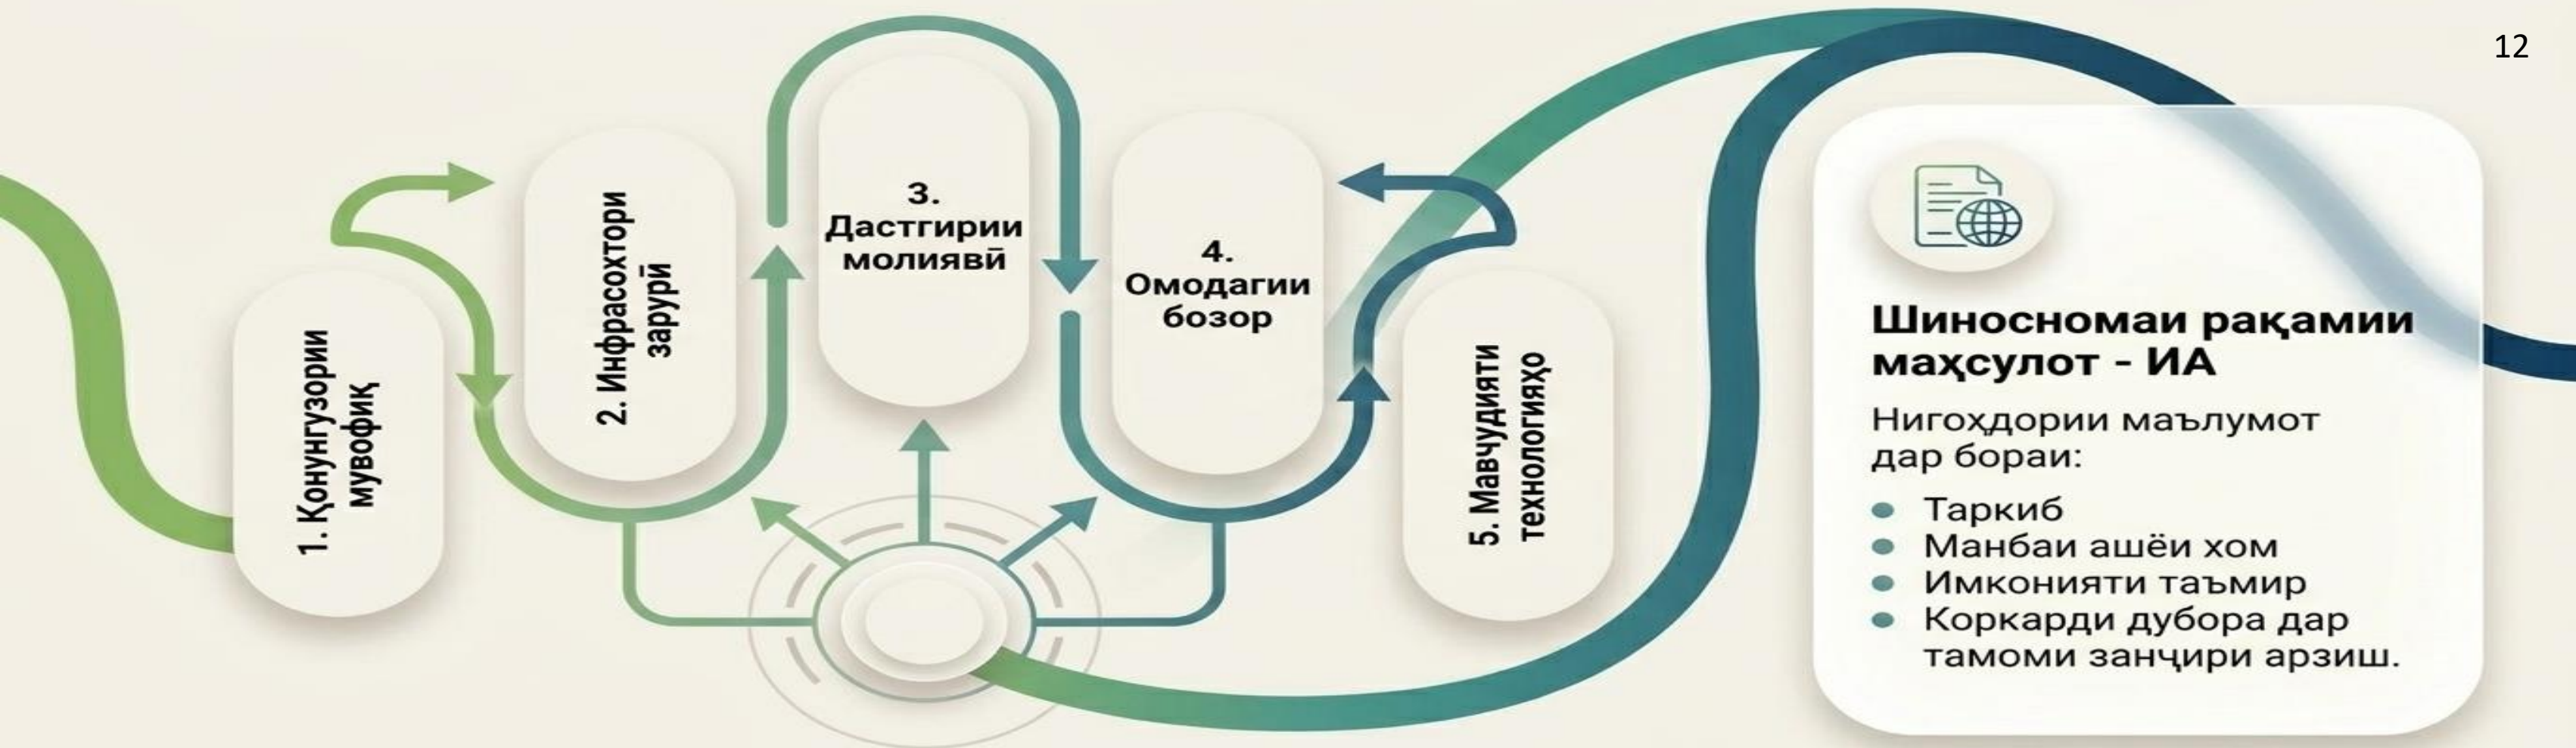 12
1. Қонунгузории
мувофиқ
2. Инфрасохтори
зарурӣ
3.
Дастгирии
молиявӣ
4.
Омодагии
бозор
5. Мавчудияти
технологияҳо
Шиносномаи рақамии
маҳсулот - ИА
Нигоҳдории маълумот
дар бораи:
Таркиб
Манбаи ашёи хом
Имконияти таъмир
Коркарди дубора дар
тамоми занҷири арзиш.